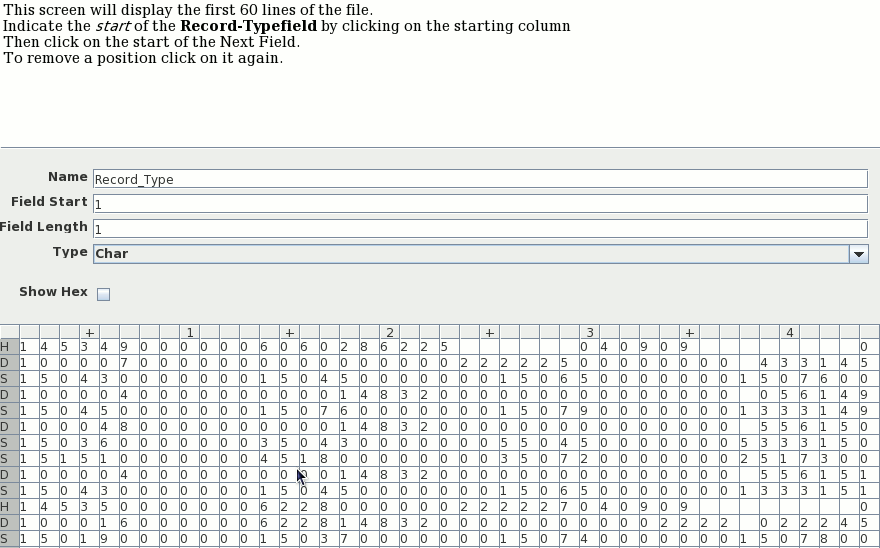 This screen will display the first 60 lines of the file.
Indicate the start of the Record-Typefield by clicking on the starting column
Then click on the start of the Next Field.
To remove a position click on it again.
Name Record_Type
Field Start 1
Field Length 1
Type Char
Show Hex
+ 1 + 2 + 3 + 4
H 1 4 5 3 4 9 0 0 0 0 0 0 6 0 6 0 2 8 6 2 2 5 0 4 0 9 0 9 0
D 1 0 0 0 0 7 0 0 0 0 0 0 0 0 0 0 0 0 0 0 0 0 2 2 2 2 2 5 0 0 0 0 0 0 0 0 4 3 3 1 4 5
S 1 5 0 4 3 0 0 0 0 0 0 0 1 5 0 4 5 0 0 0 0 0 0 0 1 5 0 6 5 0 0 0 0 0 0 0 1 5 0 7 6 0 0
D 1 0 0 0 0 4 0 0 0 0 0 0 0 0 0 0 1 4 8 3 2 0 0 0 0 0 0 0 0 0 0 0 0 0 0 0 0 5 6 1 4 9
S 1 5 0 4 5 0 0 0 0 0 0 0 1 5 0 7 6 0 0 0 0 0 0 0 1 5 0 7 9 0 0 0 0 0 0 0 1 3 3 3 1 4 9
D 1 0 0 0 4 8 0 0 0 0 0 0 0 0 0 0 1 4 8 3 2 0 0 0 0 0 0 0 0 0 0 0 0 0 0 0 5 5 6 1 5 0
S 1 5 0 3 6 0 0 0 0 0 0 0 3 5 0 4 3 0 0 0 0 0 0 0 5 5 0 4 5 0 0 0 0 0 0 0 5 3 3 3 1 5 0
S 1 5 1 5 1 0 0 0 0 0 0 0 4 5 1 8 0 0 0 0 0 0 0 0 3 5 0 7 2 0 0 0 0 0 0 0 2 5 1 7 3 0 0
D 1 0 0 0 0 4 0 0 0 0 0 0 0 0 0 0 1 4 8 3 2 0 0 0 0 0 0 0 0 0 0 0 0 0 0 0 5 5 6 1 5 1
S 1 5 0 4 3 0 0 0 0 0 0 0 1 5 0 4 5 0 0 0 0 0 0 0 1 5 0 6 5 0 0 0 0 0 0 0 1 3 3 3 1 5 1
H 1 4 5 3 5 0 0 0 0 0 0 0 6 2 2 8 0 0 0 0 0 0 2 2 2 2 2 7 0 4 0 9 0 9 0
D 1 0 0 0 1 6 0 0 0 0 0 0 6 2 2 8 1 4 8 3 2 0 0 0 0 0 0 0 0 0 0 0 2 2 2 2 0 2 2 2 4 5
S 1 5 0 1 9 0 0 0 0 0 0 0 1 5 0 3 7 0 0 0 0 0 0 0 1 5 0 7 4 0 0 0 0 0 0 0 1 5 0 7 8 0 0